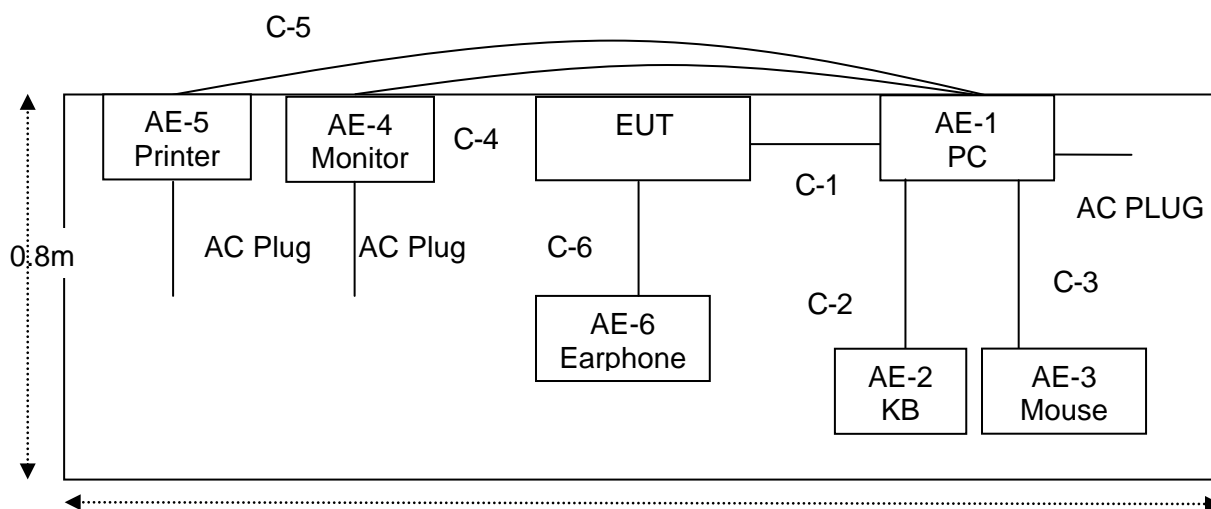 C-5
AE-5
Printer
AE-4
Monitor
C-4
EUT
C-1
AE-1
PC
AC PLUG
0.8m
AC Plug
AC Plug
C-6
C-2
C-3
AE-6
Earphone
AE-2
KB
AE-3
Mouse